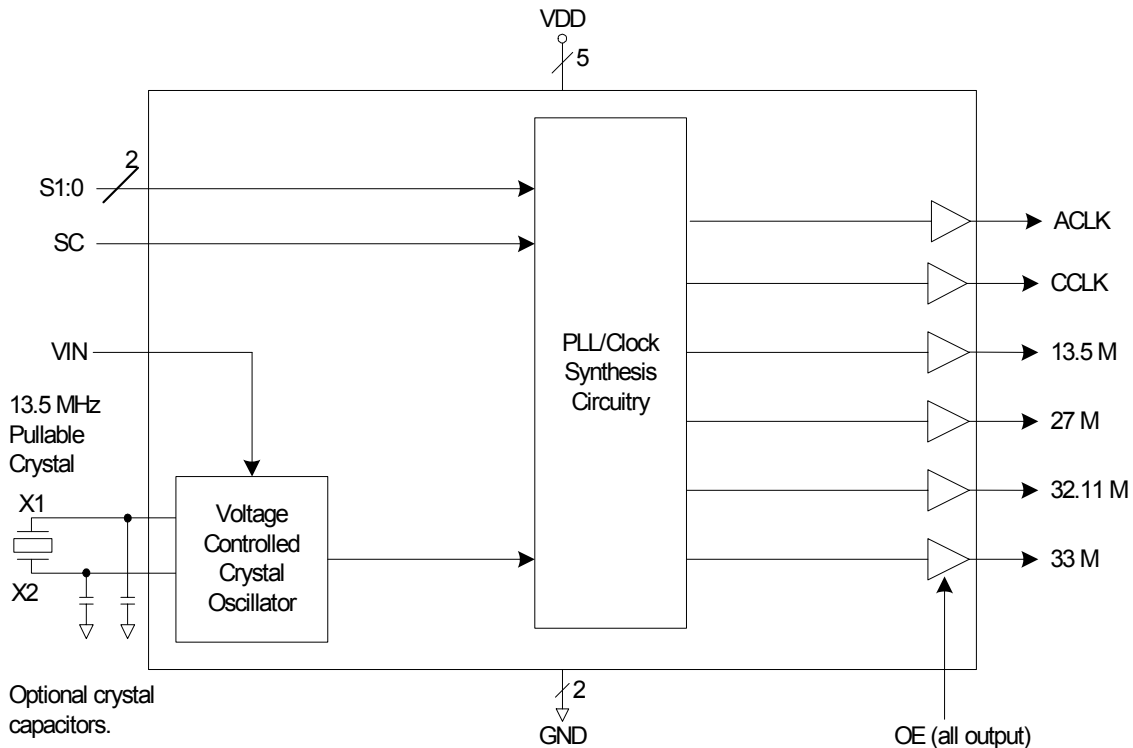 VDD
5
2
S1:0
SC
ACLK
CCLK
VIN
PLL/Clock
Synthesis
Circuitry
13.5 M
13.5 MHz
Pullable
Crystal
27 M
X1
Voltage
Controlled
Crystal
Oscillator
32.11 M
33 M
X2
Optional crystal
capacitors.
2
GND
OE (all output)